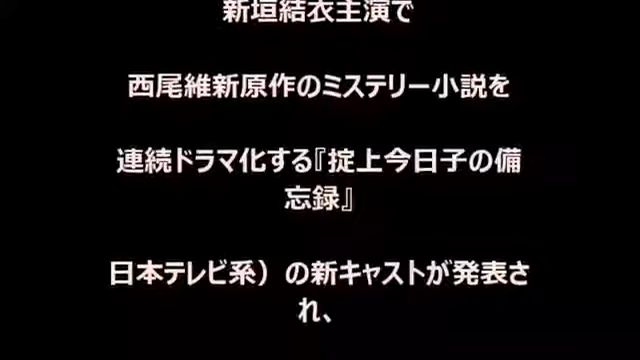 新垣結衣主演で
西尾維新原作のミステリー小説を
連続ドラマ化する『掟上今日子の備
忘録』
日本テレビ系）の新キャストが発表さ
れ、